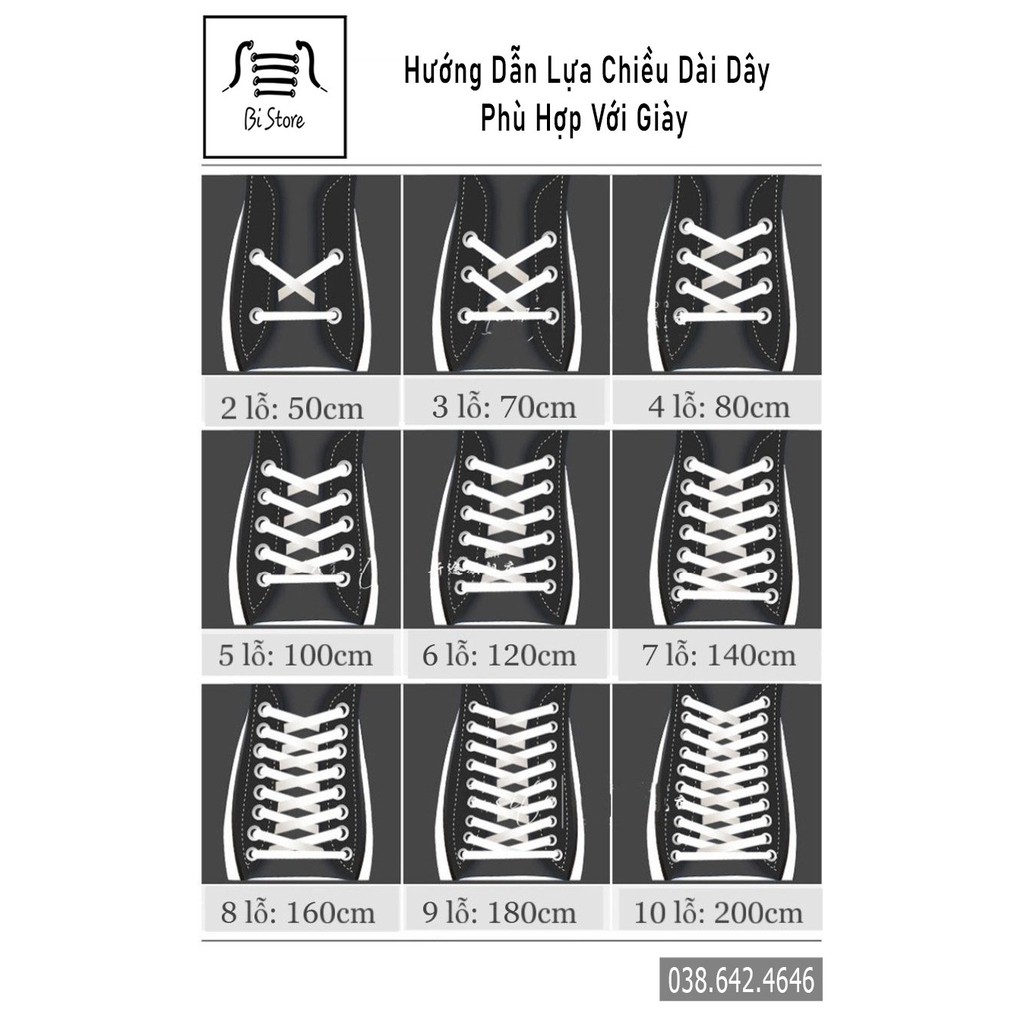 Bi Store
Hướng Dẫn Lựa Chiều Dài Dây
Phù Hợp Với Giày
2 lỗ: 50cm
3 lỗ: 70cm
4 lỗ: 80cm
5 lỗ: 100cm
6 lỗ: 120cm
7 lỗ: 140cm
8 lỗ: 160cm
9 lỗ: 180cm
10 lỗ: 200cm
038.642.4646